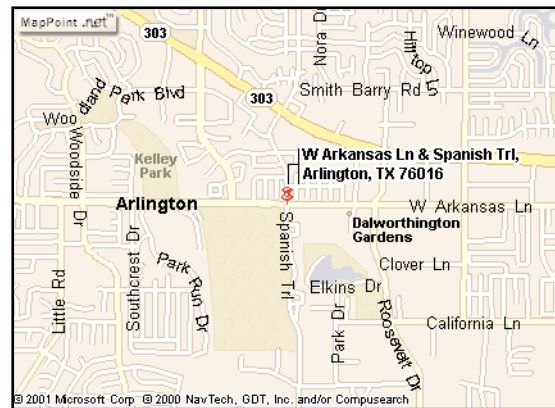 MapPoint .net™
303
Winewood Ln
Nora Dr
Hilltop Ln
Woodland Park Blvd
303
Smith Barry Rd
Woodside Dr
Kelley
Park
W Arkansas Ln & Spanish Trl,
Arlington, TX 76016
Arlington
W Arkansas Ln
Dalworthington
Gardens
Spanish Trl
Southcrest Dr
Park Run Dr
Clover Ln
Little Rd
Elkins Dr
Park Dr
Roosevelt Dr
California Ln
© 2001 Microsoft Corp © 2000 NavTech, GDT, Inc. and/or Compusearch